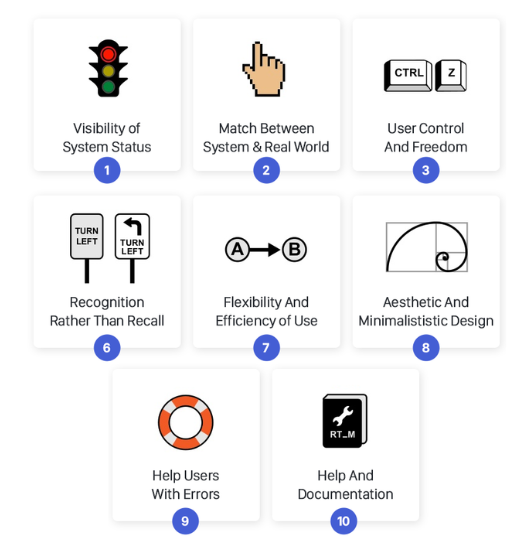 Visibility of
System Status
1
Match Between
System & Real World
2
CTRL Z
User Control
And Freedom
3
TURN
LEFT
TURN
LEFT
Recognition
Rather Than Recall
6
A B
Flexibility And
Efficiency of Use
7
Aesthetic And
Minimalististic Design
8
Help Users
With Errors
9
RT_M
Help And
Documentation
10